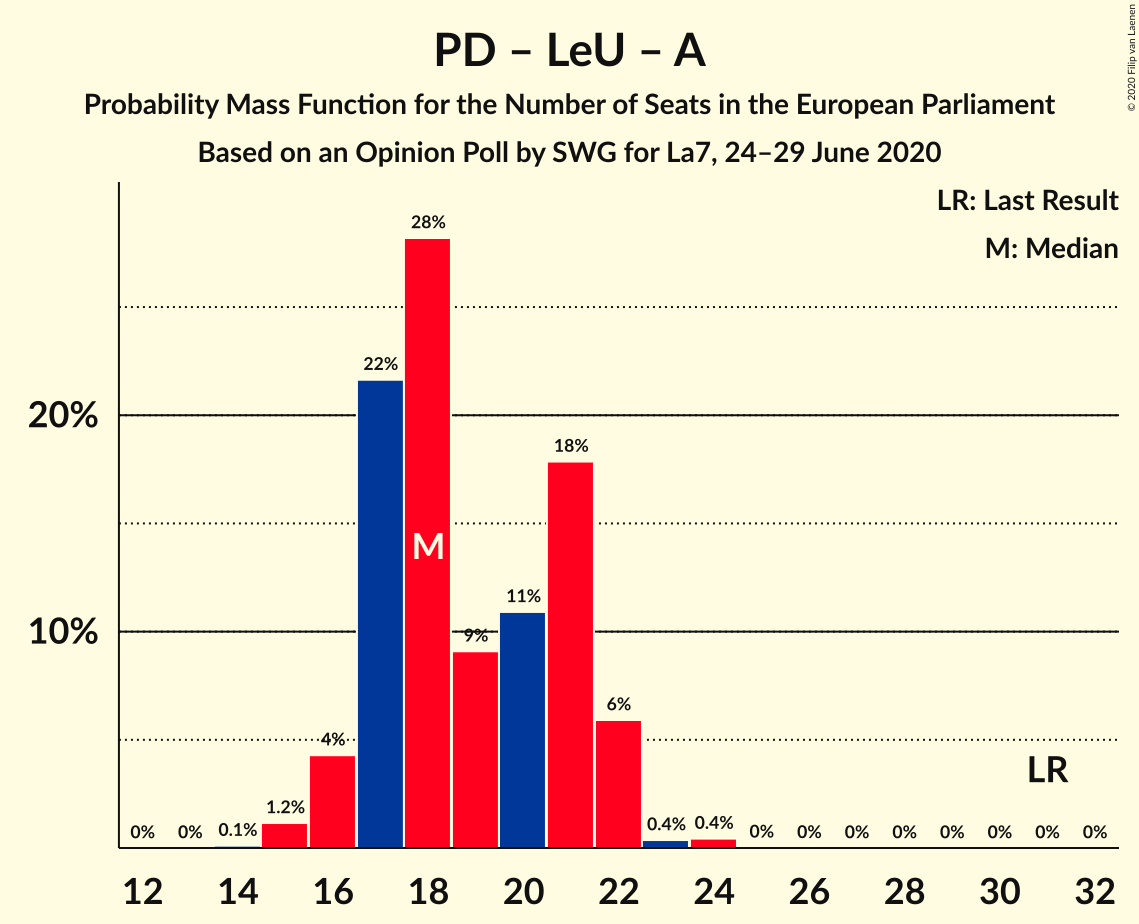 PD – LeU – A
Probability Mass Function for the Number of Seats in the European Parliament
Based on an Opinion Poll by SWG for La7, 24–29 June 2020
© 2020 Filip van Laenen
LR: Last Result
M: Median
20%
10%
0% 0% 0.1% 1.2% 4% 22% 28% 9% 11% 18% 6% 0.4% 0.4% 0% 0% 0% 0% 0% 0% 0% 0%
M
LR
12 14 16 18 20 22 24 26 28 30 32